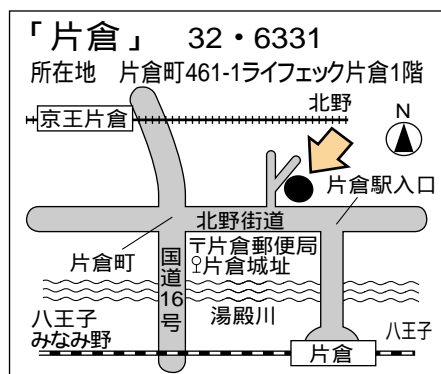 「片倉」 32・6331
所在地 片倉町461-1ライフェック片倉1階
北野
京王片倉
N
片倉駅入口
北野街道
〒片倉郵便局
片倉城址
片倉町
国道16号
湯殿川
八王子
みなみ野
八王子
片倉